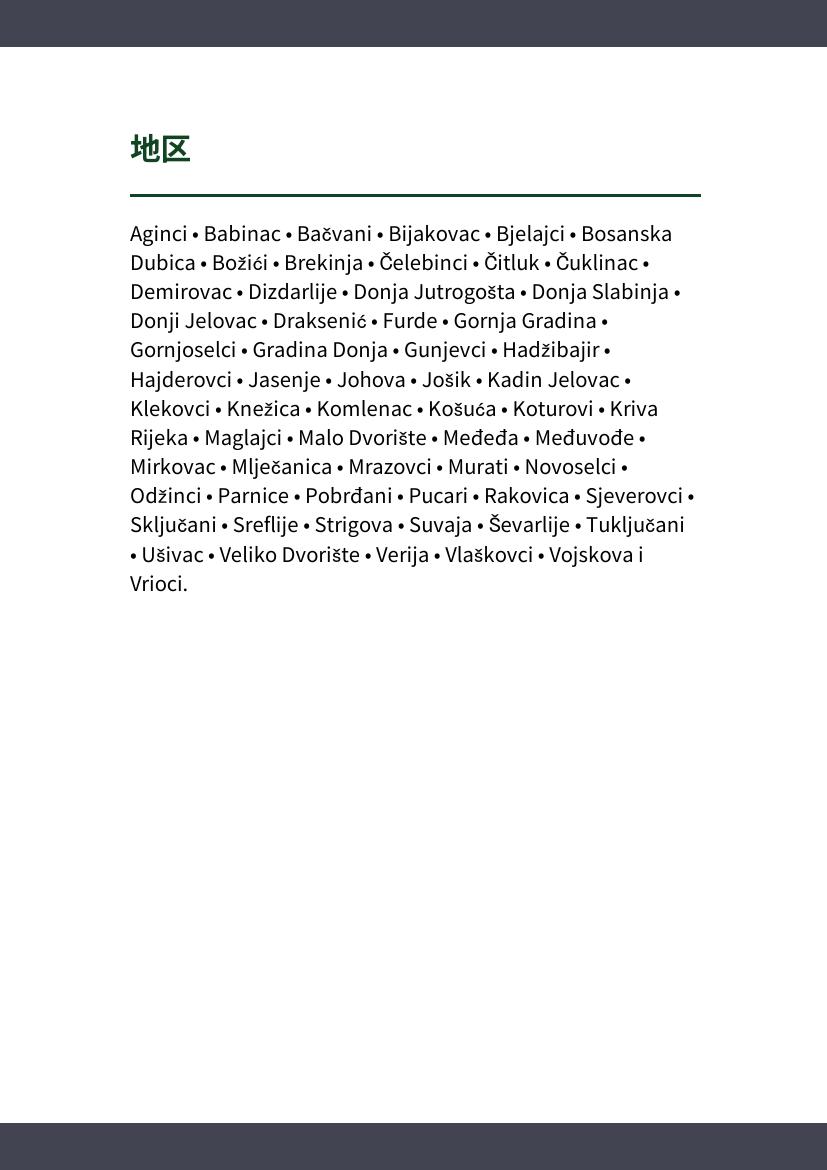 地区
Aginci • Babinac • Bačvani • Bijakovac • Bjelajci • Bosanska
Dubica • Božići • Brekinja • Čelebinci • Čitluk • Čuklinac •
Demirovac • Dizdarlije • Donja Jutrogošta • Donja Slabinja •
Donji Jelovac • Draksenić • Furde • Gornja Gradina •
Gornjoselci • Gradina Donja • Gunjevci • Hadžibajir •
Hajderovci • Jasenje • Johova • Jošik • Kadin Jelovac •
Klekovci • Knežica • Komlenac • Košuća • Koturovi • Kriva
Rijeka • Maglajci • Malo Dvorište • Međeđa • Međuvođe •
Mirkovac • Mlječanica • Mrazovci • Murati • Novoselci •
Odžinci • Parnice • Pobrđani • Pucari • Rakovica • Sjeverovci •
Sključani • Sreflije • Strigova • Suvaja • Ševarlije • Tuključani
• Ušivac • Veliko Dvorište • Verija • Vlaškovci • Vojskova i
Vrioci.